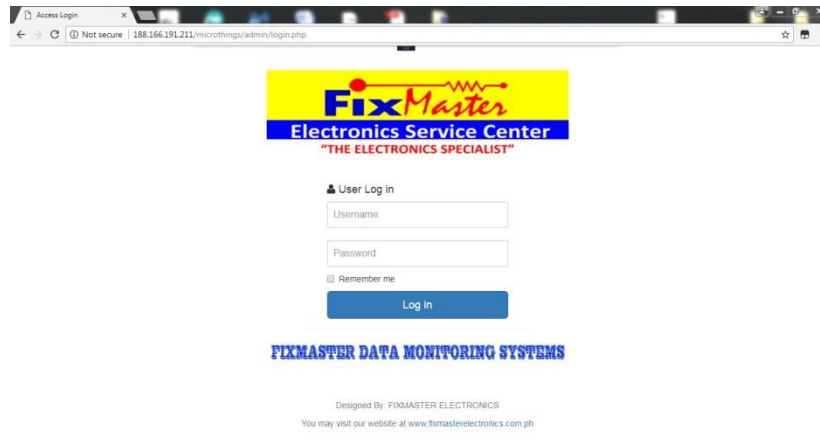 Access Login
Not secure | 188.166.191.211/microthings/admin/login.php
FixMaster
Electronics Service Center
"THE ELECTRONICS SPECIALIST"
User Log in
Username
Password
Remember me
Log in
FIXMASTER DATA MONITORING SYSTEMS
Designed By: FIXMASTER ELECTRONICS
You may visit our website at www.fixmasterelectronics.com.ph